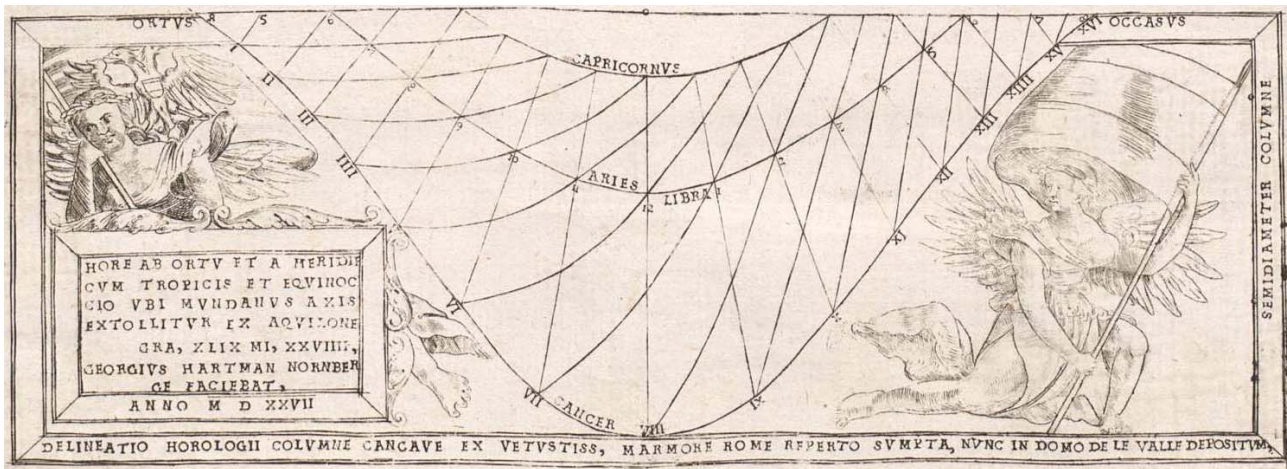 ORTVS
OCCASVS
CAPRICORNVS
ARIES
LIBRA
CANCER
I
II
III
IIII
VI
VII
VIII
IX
XI
XII
XIII
XIIII
XV
XVI
12
1
HORE AB ORTV ET A MERIDIE
CVM TROPICIS ET EQVINOC
CIO VBI MVNDANVS AXIS
EXTOLLITVR EX AQVILONE
GRA, XLIX MI, XXVIIII,
GEORGIVS HARTMAN NORNBER
GE FACIEBAT,
ANNO M D XXVII
SEMIDIAMETER COLVMNE
DELINEATIO HOROLOGII COLVMNE CANCAVE EX VETVSTISS, MARMORE ROME REPERTO SVMPTA, NVNC IN DOMO DE LE VALLE DEPOSITVM,